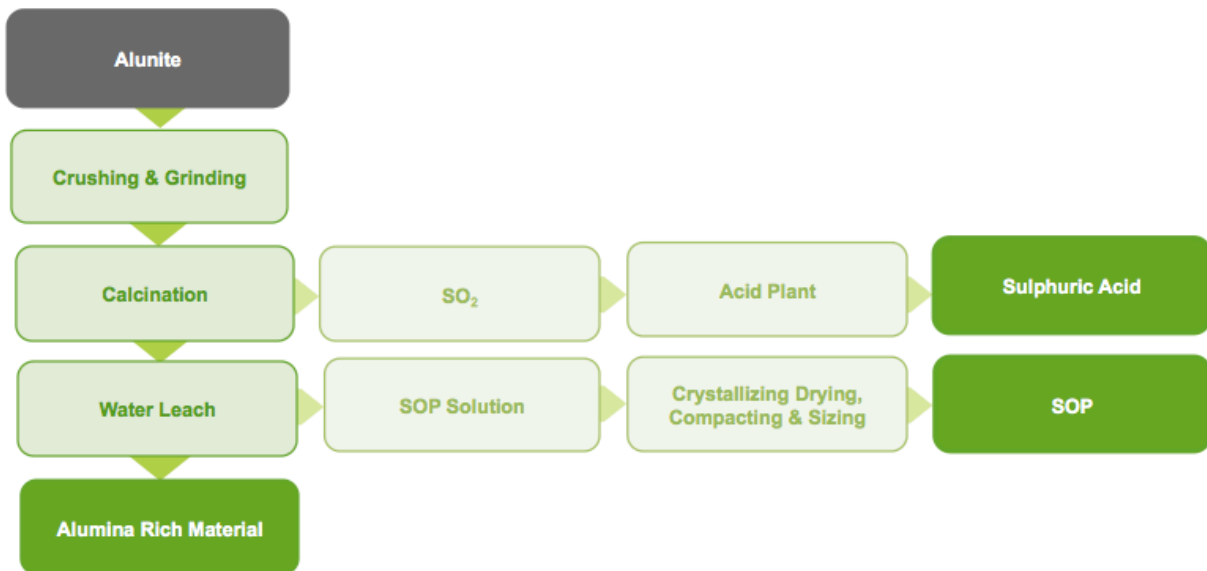 Alunite
Crushing & Grinding
Calcination
SO₂
Acid Plant
Sulphuric Acid
Water Leach
SOP Solution
Crystallizing Drying,
Compacting & Sizing
SOP
Alumina Rich Material